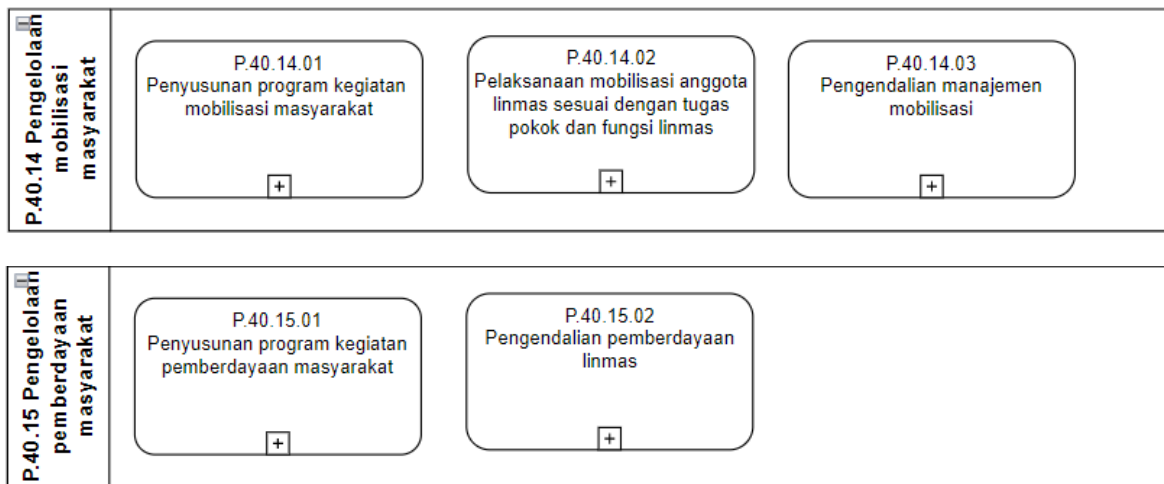 P.40.14 Pengelolaan
mobilisasi
masyarakat
P.40.14.01
Penyusunan program kegiatan
mobilisasi masyarakat
P.40.14.02
Pelaksanaan mobilisasi anggota
linmas sesuai dengan tugas
pokok dan fungsi linmas
P.40.14.03
Pengendalian manajemen
mobilisasi
P.40.15 Pengelolaan
pemberdayaan
masyarakat
P.40.15.01
Penyusunan program kegiatan
pemberdayaan masyarakat
P.40.15.02
Pengendalian pemberdayaan
linmas